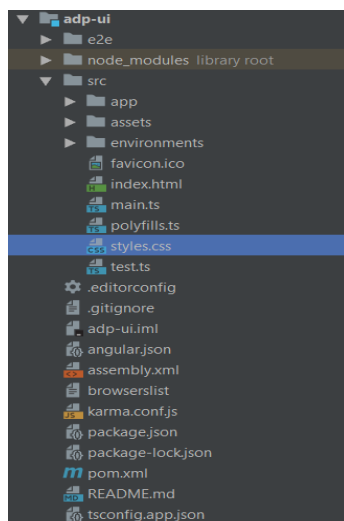 adp-ui
e2e
node_modules library root
src
app
assets
environments
favicon.ico
index.html
main.ts
polyfills.ts
styles.css
test.ts
.editorconfig
.gitignore
adp-ui.iml
angular.json
assembly.xml
browserslist
karma.conf.js
package.json
package-lock.json
pom.xml
README.md
tsconfig.app.json